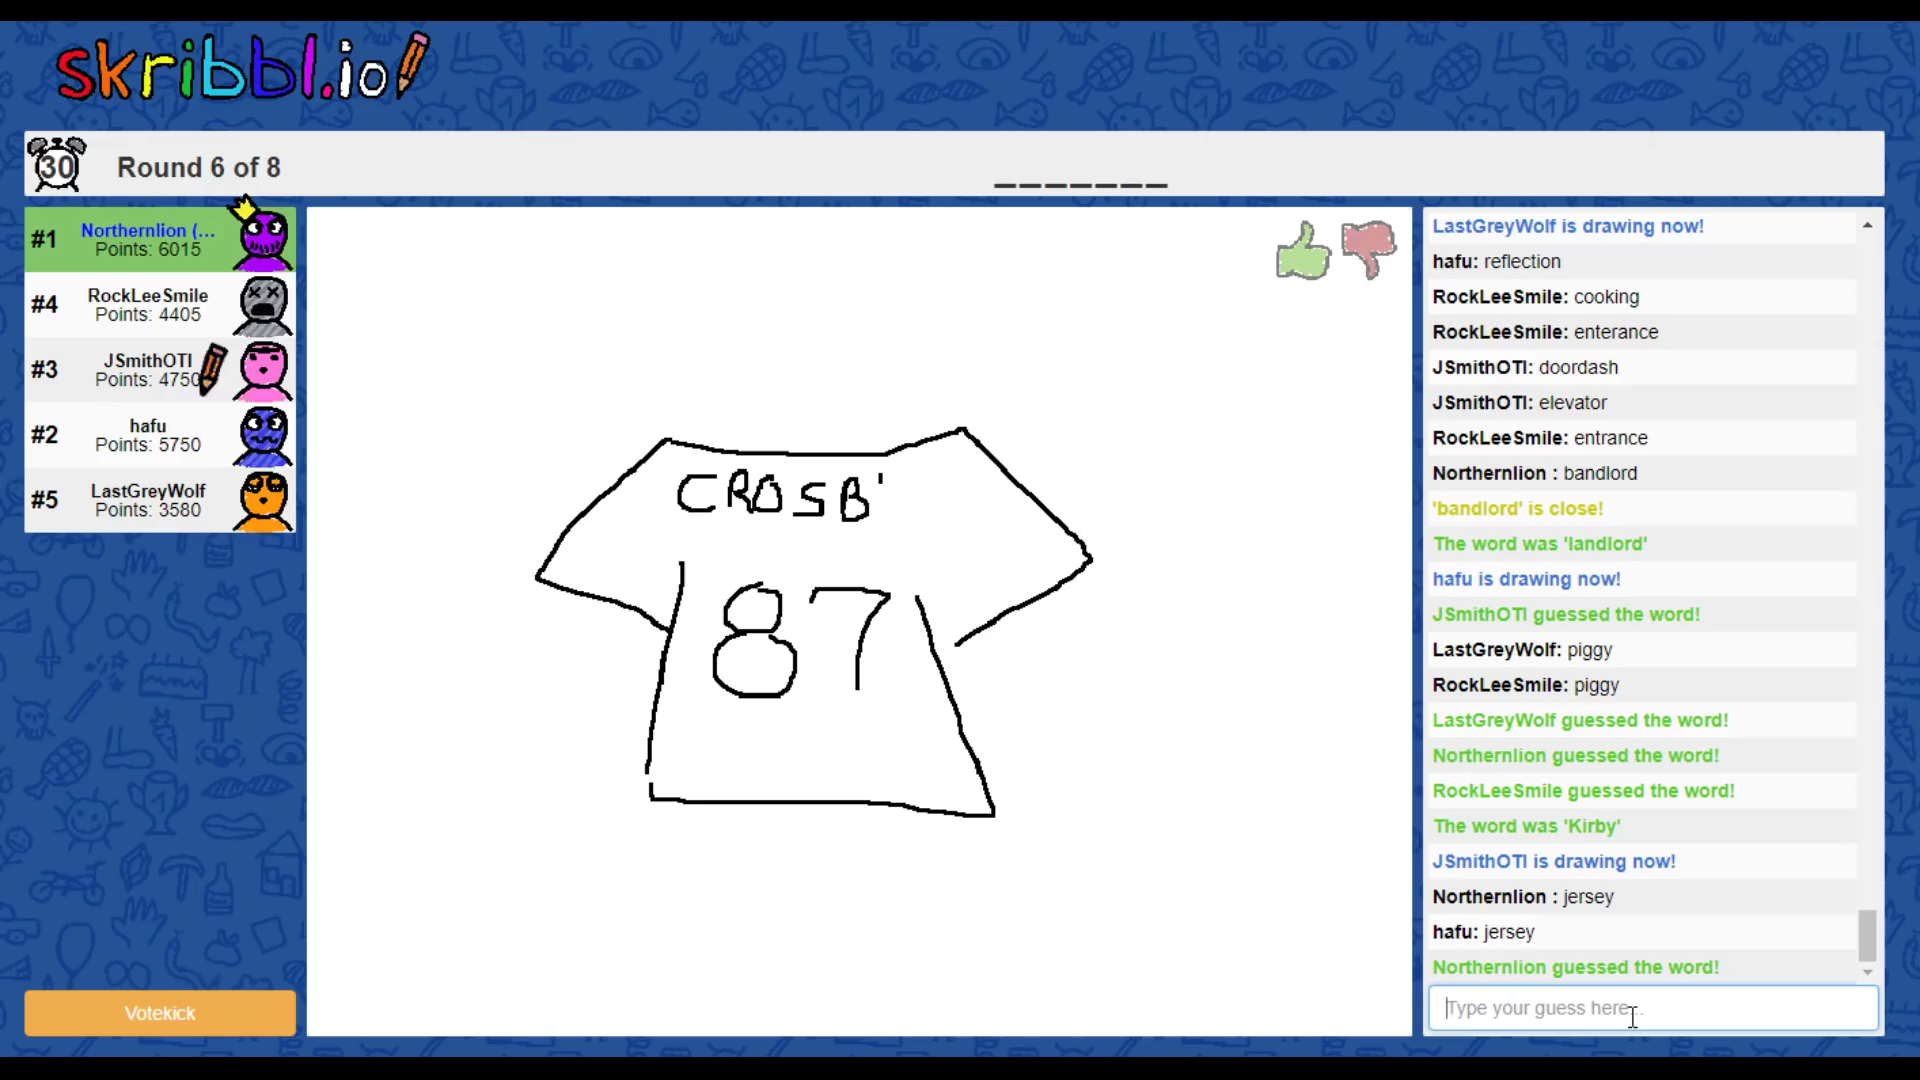 skribbl.io
30
Round 6 of 8
_______
#1
Northernlion (...
Points: 6015
#4
RockLeeSmile
Points: 4405
#3
JSmithOTI
Points: 4750
#2
hafu
Points: 5750
#5
LastGreyWolf
Points: 3580
Votekick
CROSB'
87
LastGreyWolf is drawing now!
hafu: reflection
RockLeeSmile: cooking
RockLeeSmile: enterance
JSmithOTI: doordash
JSmithOTI: elevator
RockLeeSmile: entrance
Northernlion : bandlord
'bandlord' is close!
The word was 'landlord'
hafu is drawing now!
JSmithOTI guessed the word!
LastGreyWolf: piggy
RockLeeSmile: piggy
LastGreyWolf guessed the word!
Northernlion guessed the word!
RockLeeSmile guessed the word!
The word was 'Kirby'
JSmithOTI is drawing now!
Northernlion : jersey
hafu: jersey
Northernlion guessed the word!
Type your guess here...